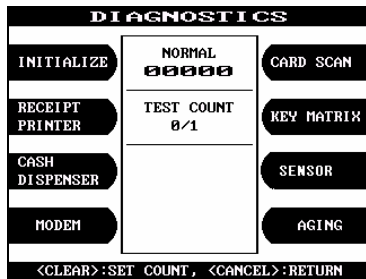 DIAGNOSTICS
INITIALIZE
RECEIPT
PRINTER
CASH
DISPENSER
MODEM
NORMAL
00000
TEST COUNT
0/1
CARD SCAN
KEY MATRIX
SENSOR
AGING
<CLEAR>:SET COUNT, <CANCEL>:RETURN